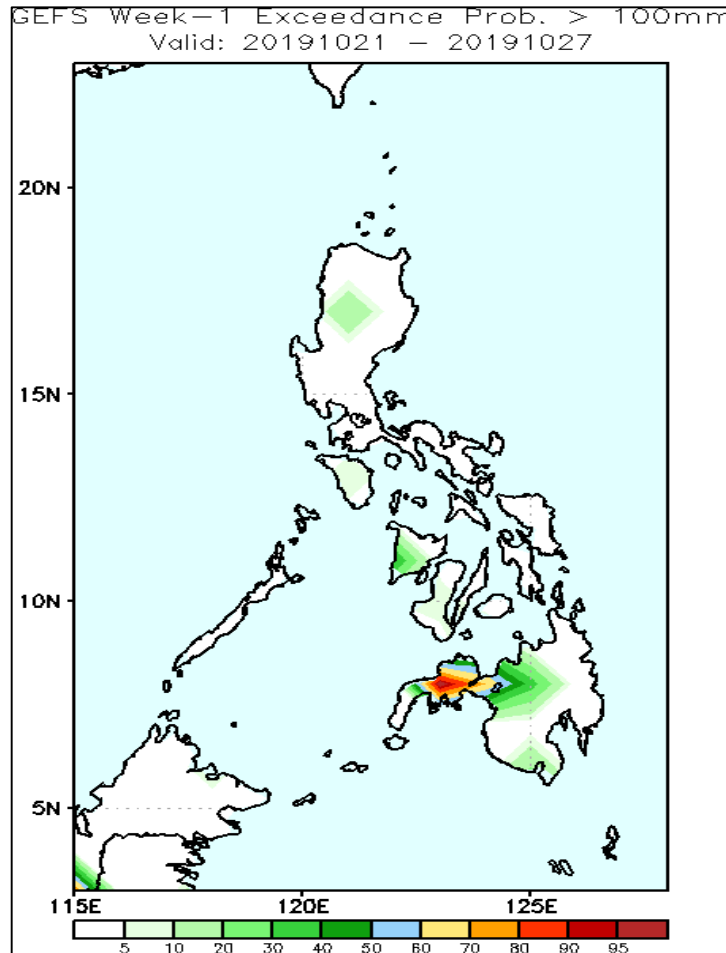 GEFS Week-1 Exceedance Prob. > 100mm
Valid: 20191021 - 20191027
20N
15N
10N
5N
115E 120E 125E
5 10 20 30 40 50 60 70 80 90 95